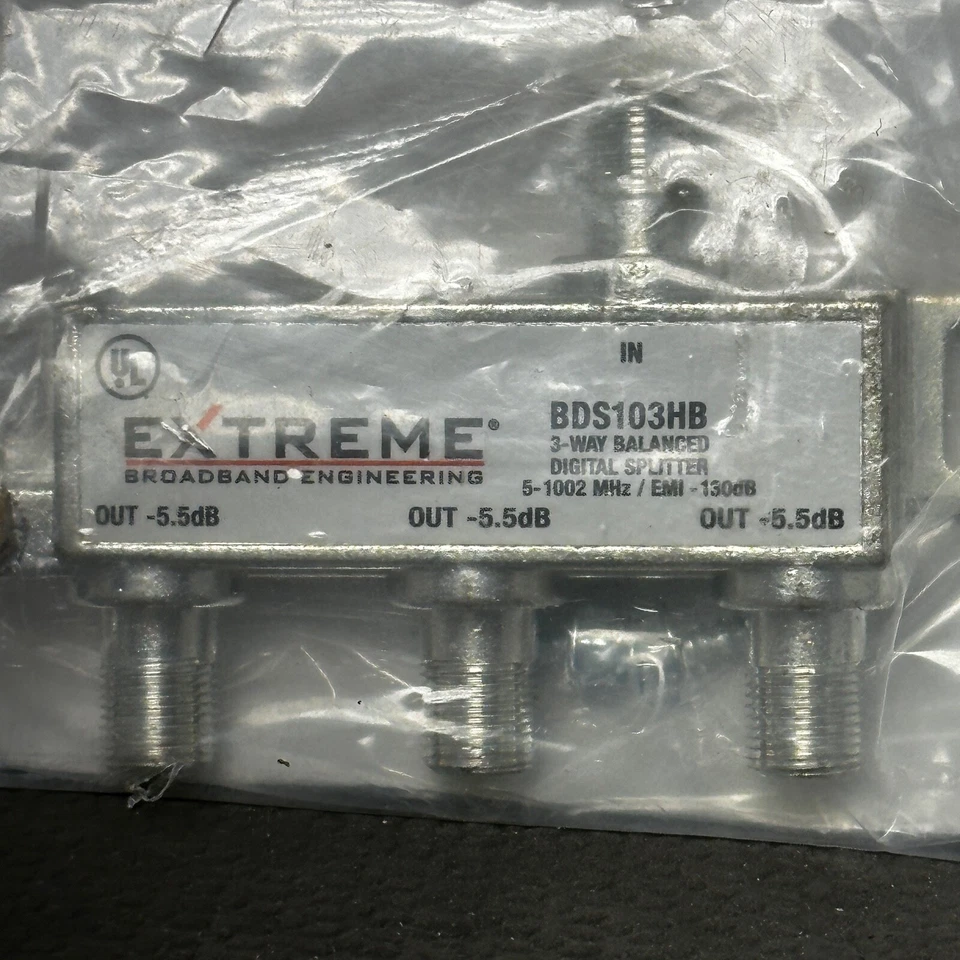 UL
IN
EXTREME®
BROADBAND ENGINEERING
BDS103HB
3-WAY BALANCED
DIGITAL SPLITTER
5-1002 MHz / EMI -130dB
OUT -5.5dB
OUT -5.5dB
OUT -5.5dB